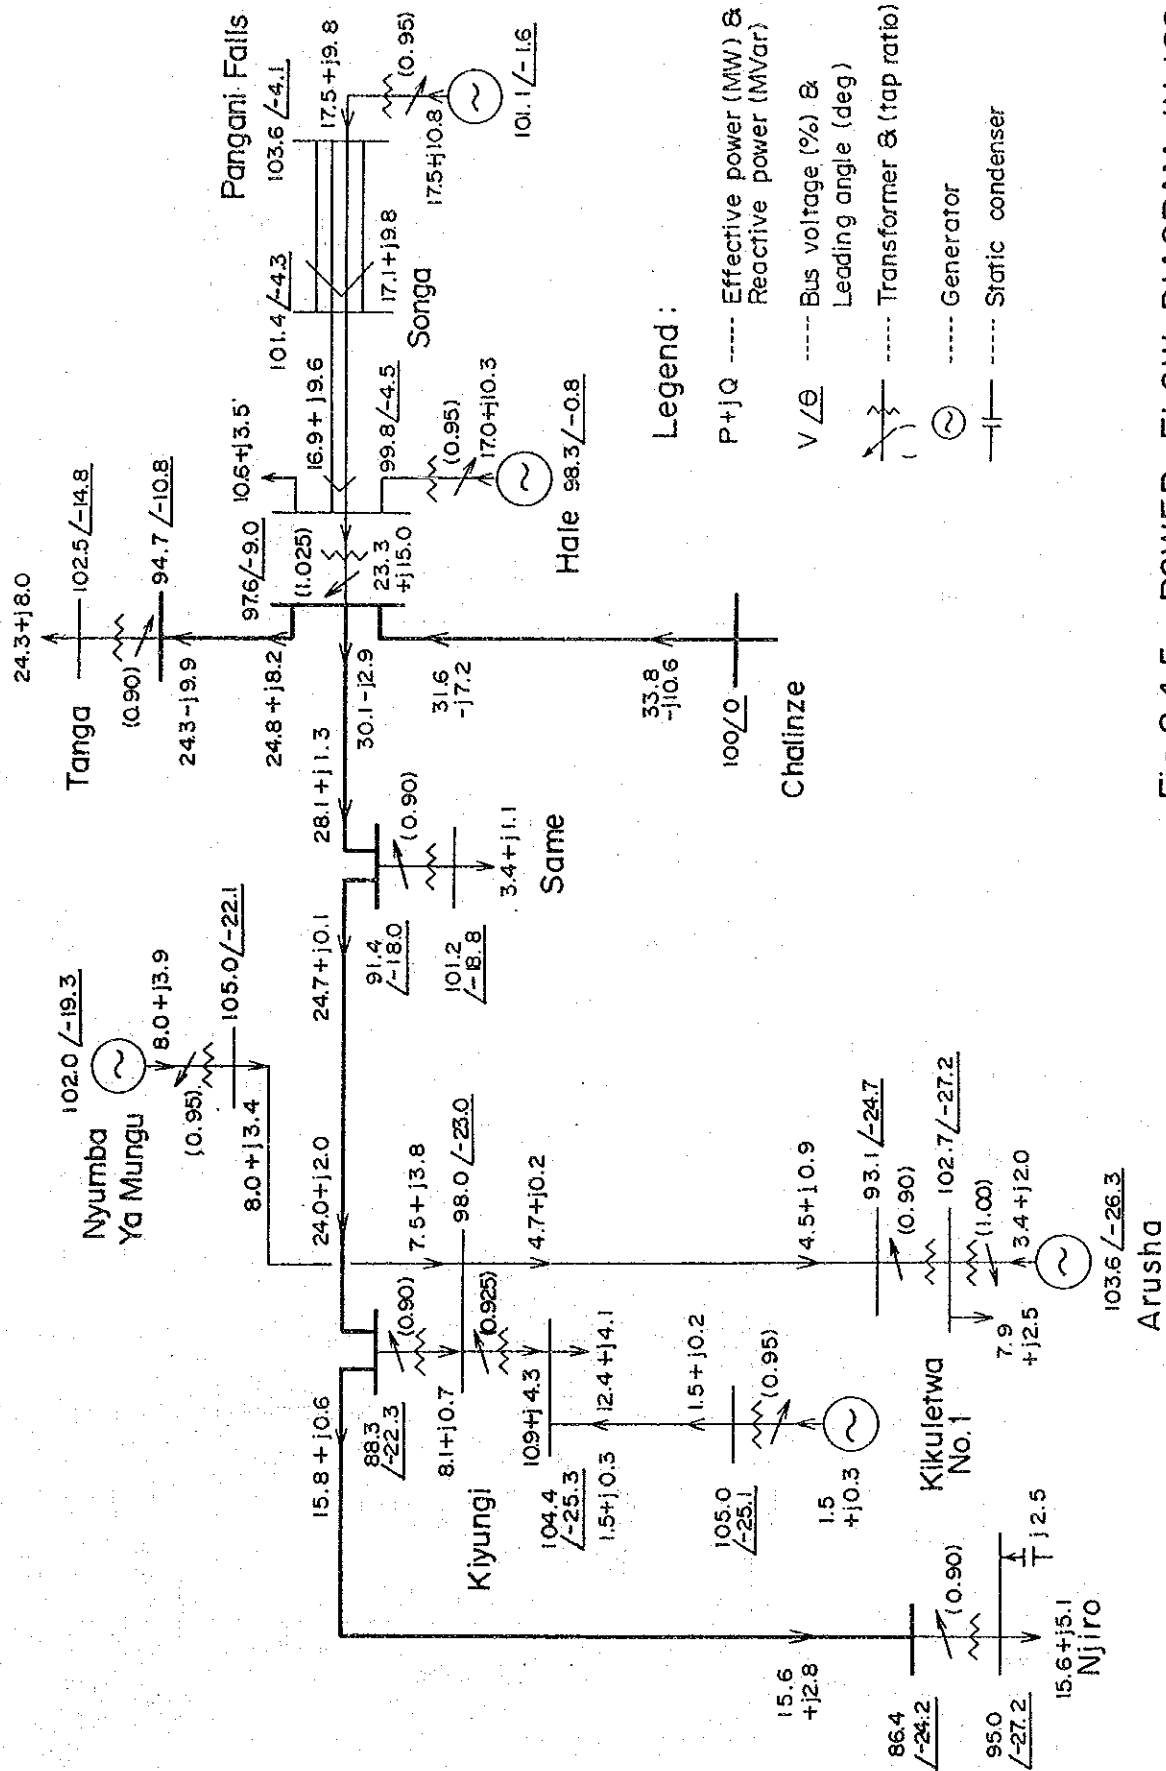 Pangani Falls
103.6 /-4.1
17.5+j9.8
(0.95)
17.5+j10.8
101.1 /-1.6
101.4 /-4.3
17.1+j9.8
Songa
16.9+j9.6
10.6+j3.5
99.8 /-4.5
(0.95)
17.0+j10.3
Hale 98.3 /-0.8
97.6 /-9.0
(1.025)
23.3
+j15.0
24.3+j8.0
102.5 /-14.8
Tanga
(0.90)
94.7 /-10.8
24.3-j9.9
24.8+j8.2
30.1-j2.9
31.6
-j7.2
33.8
-j10.6
100 /0
Chalinze
28.1+j1.3
(0.90)
3.4+j1.1
Same
91.4
/-18.0
101.2
/-18.8
24.7+j0.1
102.0 /-19.3
Nyumba
Ya Mungu
8.0+j3.9
(0.95)
105.0 /-22.1
8.0+j3.4
24.0+j2.0
7.5+j3.8
98.0 /-23.0
4.7+j0.2
4.5+j0.9
93.1 /-24.7
(0.90)
102.7 /-27.2
(1.00)
3.4+j2.0
7.9
+j2.5
103.6 /-26.3
Arusha
Kikuletwa
No.1
15.8+j0.6
88.3
/-22.3
(0.90)
8.1+j0.7
(0.925)
Kiyungi
10.9+j4.3
12.4+j4.1
104.4
/-25.3
1.5+j0.3
1.5+j0.2
(0.95)
105.0
/-25.1
1.5
+j0.3
15.6
+j2.8
86.4
/-24.2
(0.90)
95.0
/-27.2
j2.5
15.6+j5.1
Njiro
Legend :
P+jQ ----- Effective power (MW) &
Reactive power (MVar)
V /θ ----- Bus voltage (%) &
Leading angle (deg)
----- Transformer & (tap ratio)
----- Generator
----- Static condenser